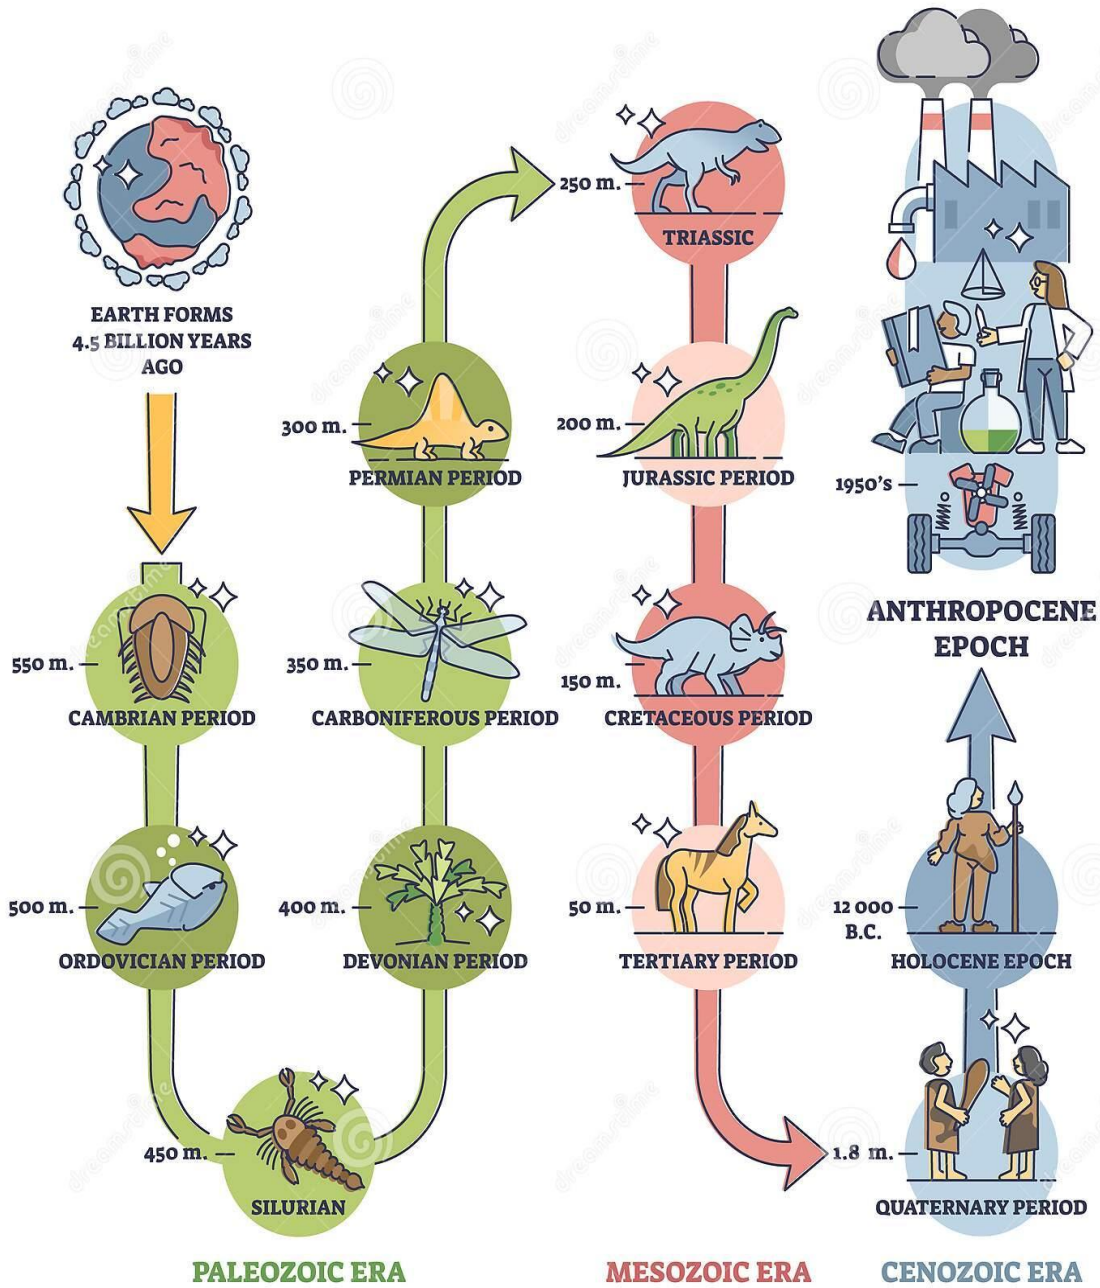 EARTH FORMS
4.5 BILLION YEARS
AGO
550 m.
CAMBRIAN PERIOD
500 m.
ORDOVICIAN PERIOD
450 m.
SILURIAN
400 m.
DEVONIAN PERIOD
350 m.
CARBONIFEROUS PERIOD
300 m.
PERMIAN PERIOD
PALEOZOIC ERA
250 m.
TRIASSIC
200 m.
JURASSIC PERIOD
150 m.
CRETACEOUS PERIOD
50 m.
TERTIARY PERIOD
MESOZOIC ERA
1.8 m.
QUATERNARY PERIOD
12 000
B.C.
HOLOCENE EPOCH
1950's
ANTHROPOCENE
EPOCH
CENOZOIC ERA
dreamstime